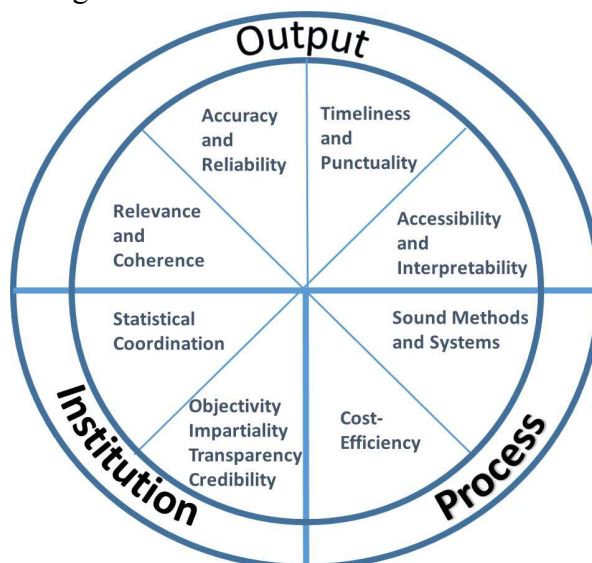 Output
Accuracy
and
Reliability
Timeliness
and
Punctuality
Relevance
and
Coherence
Accessibility
and
Interpretability
Statistical
Coordination
Sound Methods
and Systems
Objectivity
Impartiality
Transparency
Credibility
Cost-
Efficiency
Institution
Process